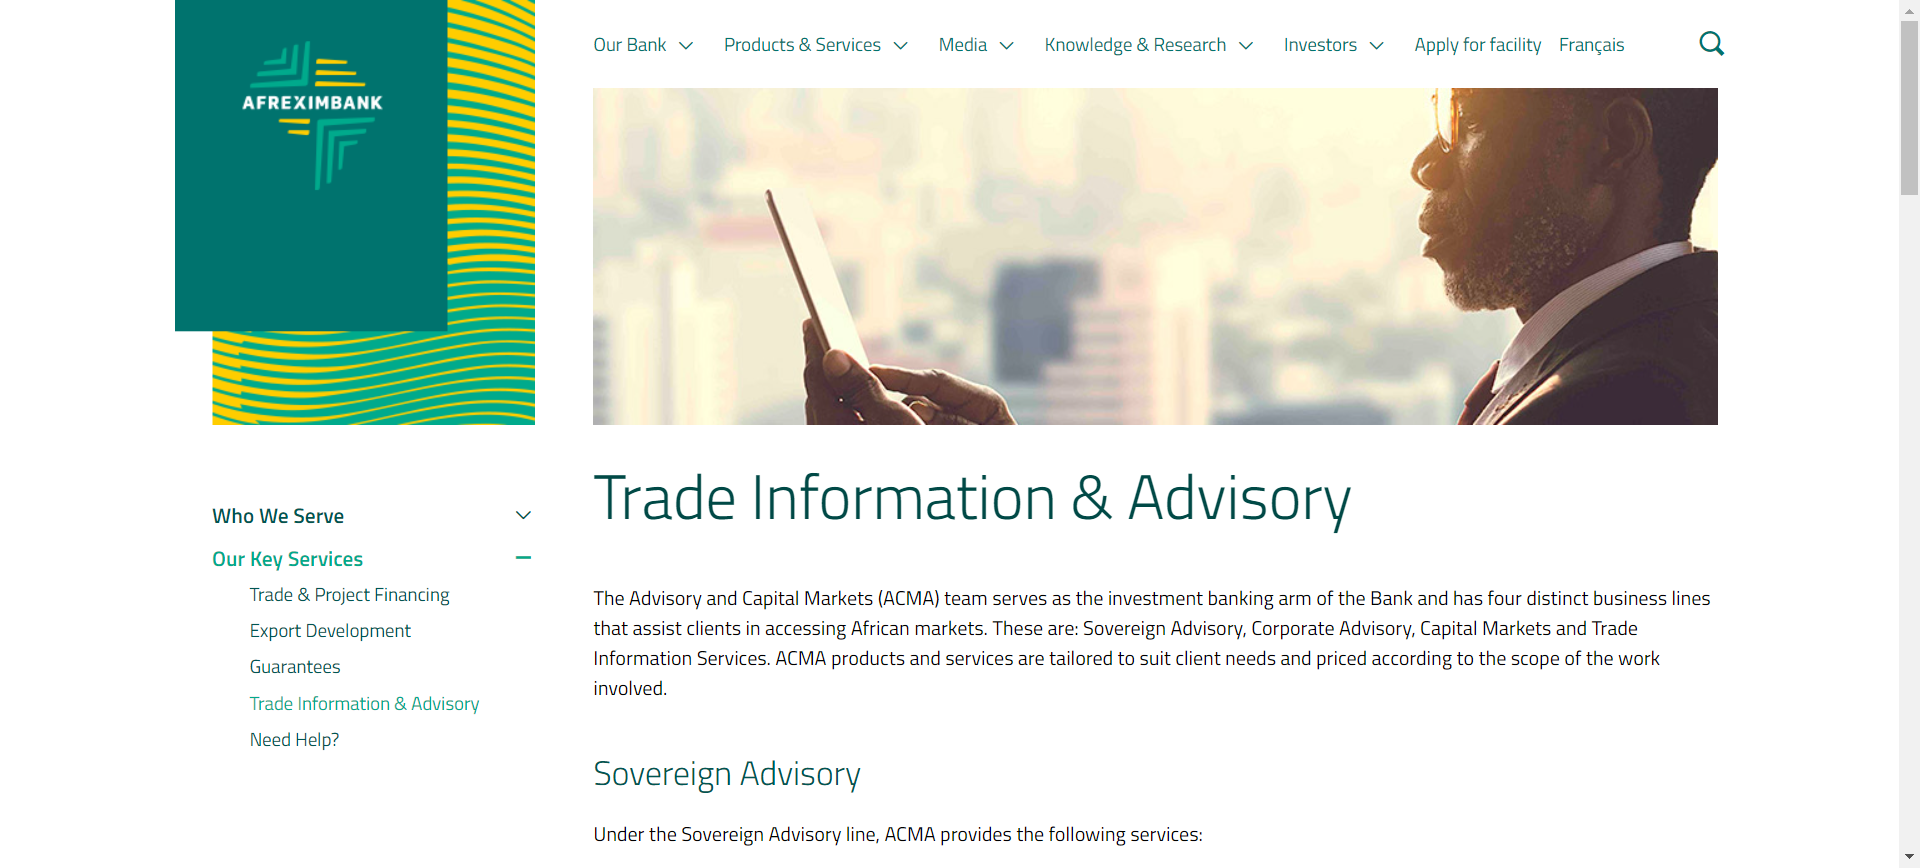 AFREXIMBANK
Our Bank
Products & Services
Media
Knowledge & Research
Investors
Apply for facility
Français
Who We Serve
Our Key Services
Trade & Project Financing
Export Development
Guarantees
Trade Information & Advisory
Need Help?
Trade Information & Advisory
The Advisory and Capital Markets (ACMA) team serves as the investment banking arm of the Bank and has four distinct business lines
that assist clients in accessing African markets. These are: Sovereign Advisory, Corporate Advisory, Capital Markets and Trade
Information Services. ACMA products and services are tailored to suit client needs and priced according to the scope of the work
involved.
Sovereign Advisory
Under the Sovereign Advisory line, ACMA provides the following services: